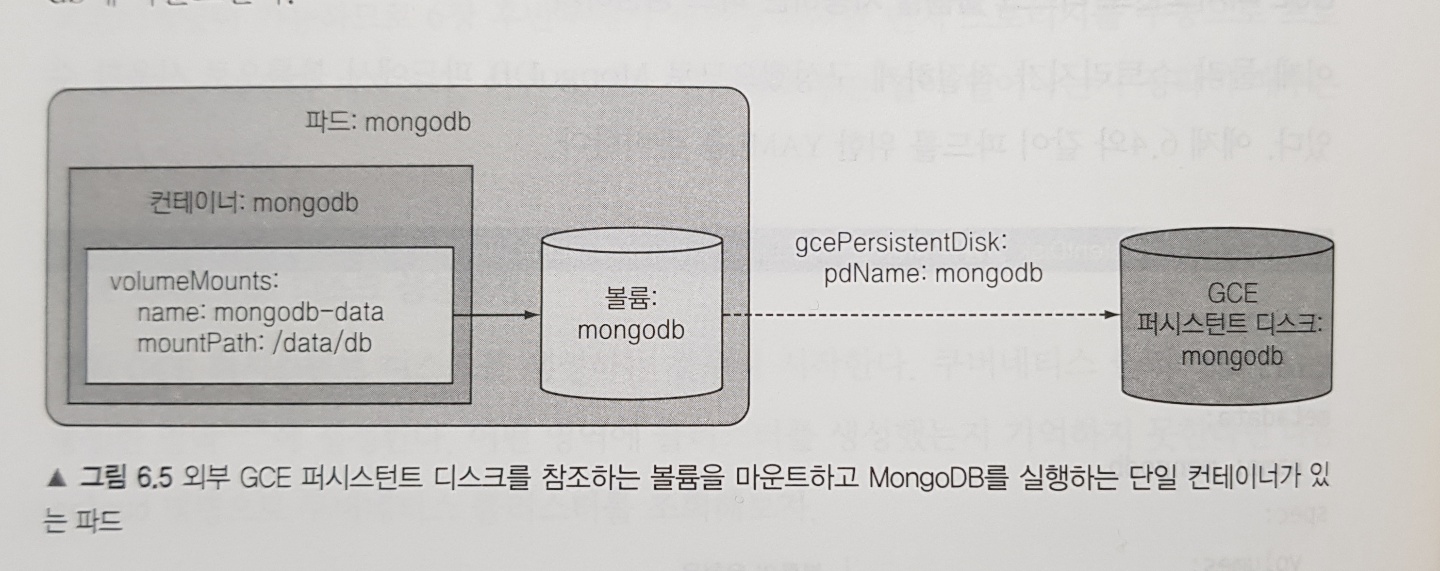 파드: mongodb
컨테이너: mongodb
volumeMounts:
name: mongodb-data
mountPath: /data/db
볼륨:
mongodb
gcePersistentDisk:
pdName: mongodb
GCE
퍼시스턴트 디스크:
mongodb
▲ 그림 6.5 외부 GCE 퍼시스턴트 디스크를 참조하는 볼륨을 마운트하고 MongoDB를 실행하는 단일 컨테이너가 있
는 파드